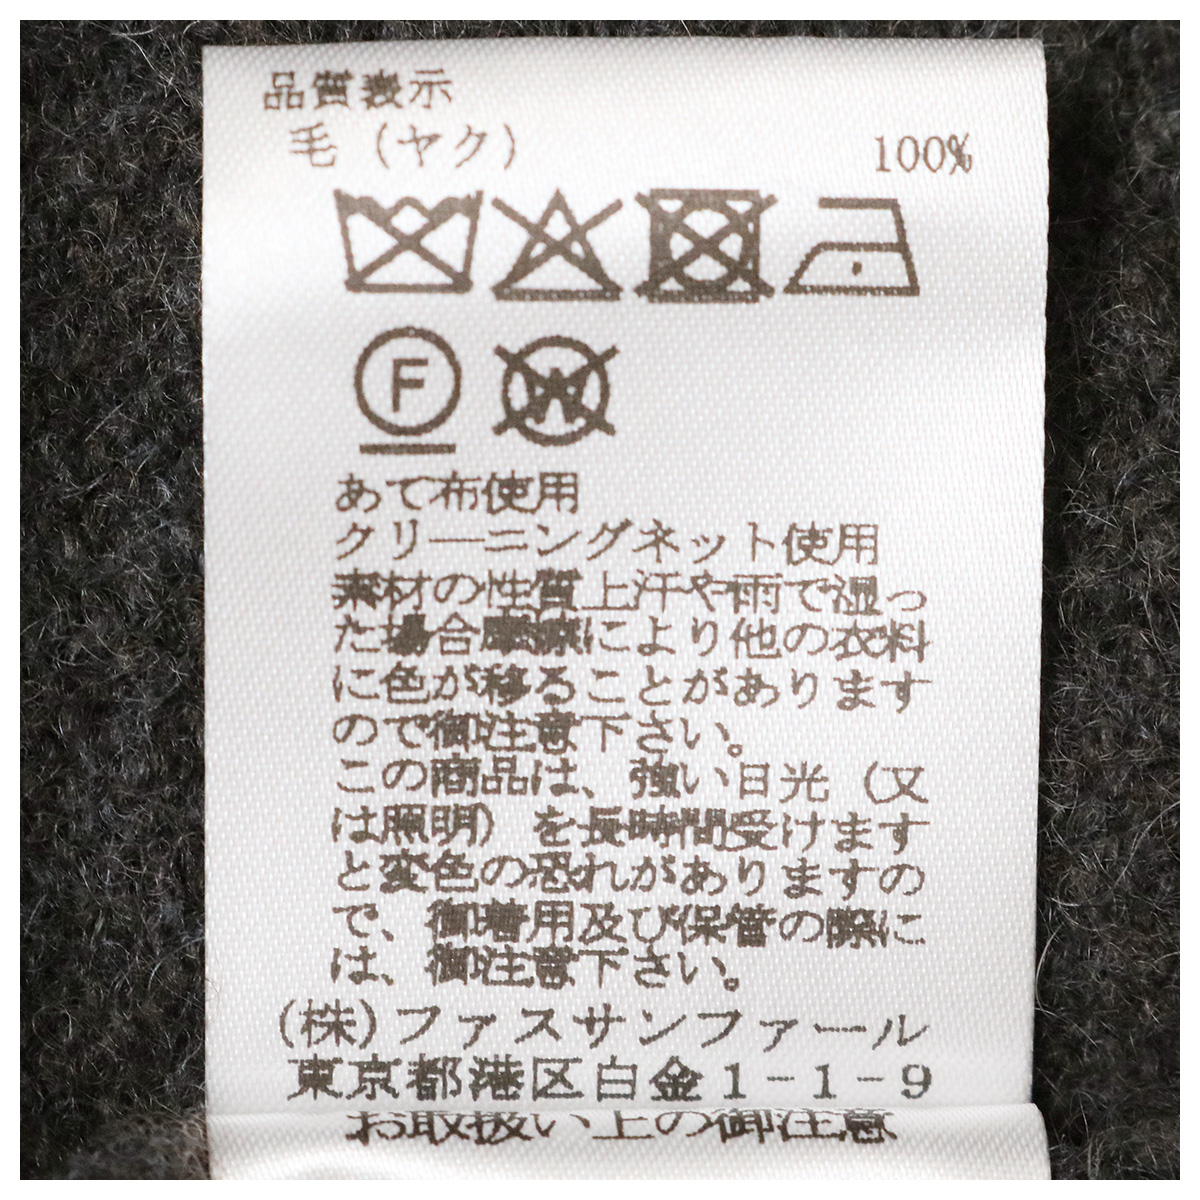 品質表示
毛（ヤク） 100%
F
W
あて布使用
クリーニングネット使用
素材の性質上汗や雨で湿っ
た場合摩擦により他の衣料
に色が移ることがあります
ので御注意下さい。
この商品は、強い日光（又
は照明）を長時間受けます
と変色の恐れがありますの
で、御着用及び保管の際に
は、御注意下さい。
(株)ファスサンファール
東京都港区白金1-1-9
お取扱い上の御注意